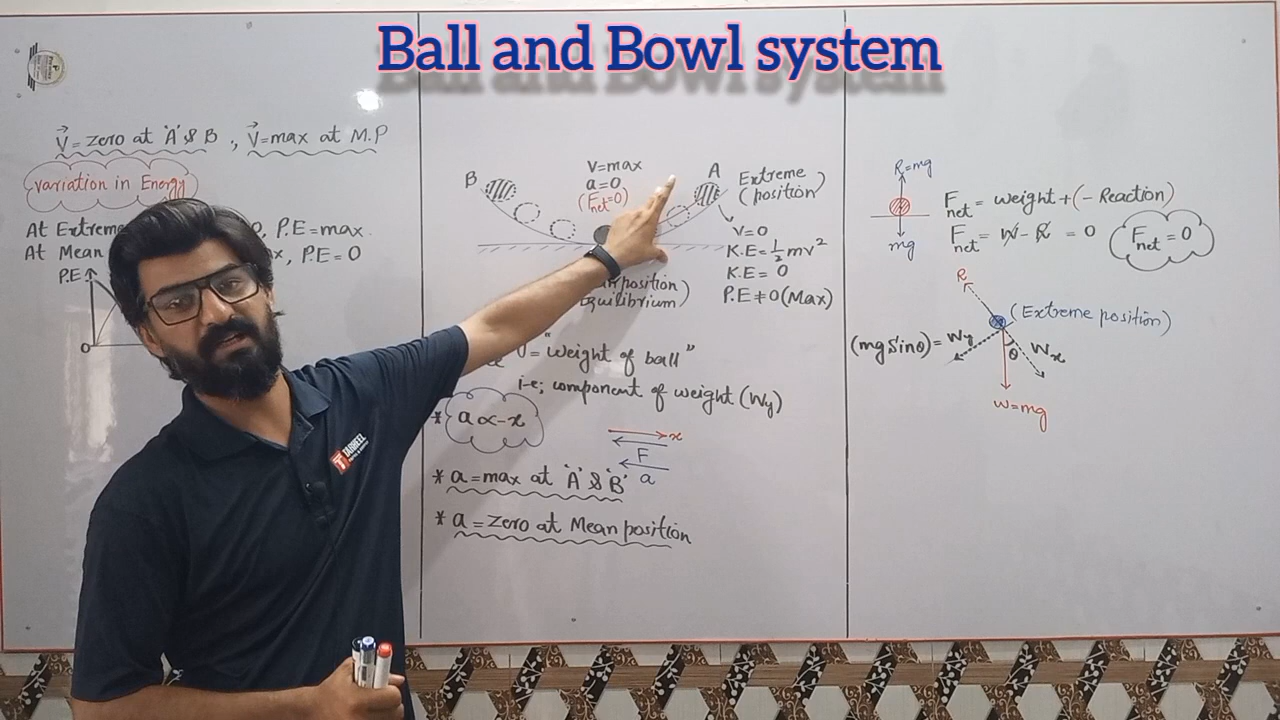 Ball and Bowl system
V = zero at 'A' & B , V=max at M.P
Variation in Energy
At Extreme 0, P.E=max.
At Mean , P.E=0
P.E
0
V=max
a=0
(Fnet=0)
B
A
Extreme
(position)
V=0
K.E=½mv²
K.E= 0
P.E≠0(Max)
position)
Equilibrium)
= "weight of ball"
i-e; component of weight (Wy)
* a ∝ -x
x
F
a
* a=max at 'A' & 'B'
* a=zero at Mean position
R=mg
mg
Fnet = weight+(-Reaction)
Fnet = W-R = 0
Fnet = 0
R
(Extreme position)
(mg Sinθ)= Wy
θ
Wx
W=mg
TARBEEL